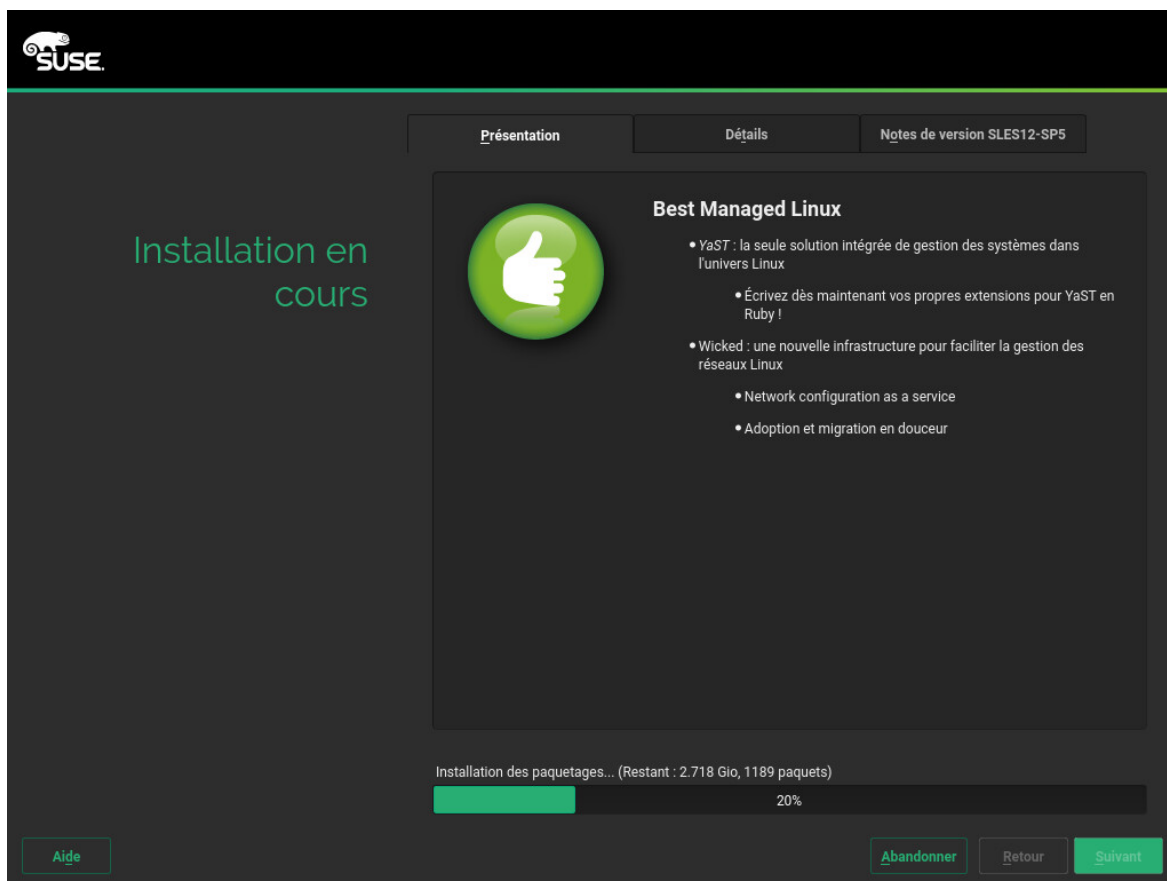 SUSE.
Présentation
Détails
Notes de version SLES12-SP5
Installation en
cours
Best Managed Linux
• YaST : la seule solution intégrée de gestion des systèmes dans
l'univers Linux
• Écrivez dès maintenant vos propres extensions pour YaST en
Ruby !
• Wicked : une nouvelle infrastructure pour faciliter la gestion des
réseaux Linux
• Network configuration as a service
• Adoption et migration en douceur
Installation des paquetages... (Restant : 2.718 Gio, 1189 paquets)
20%
Aide
Abandonner
Retour
Suivant